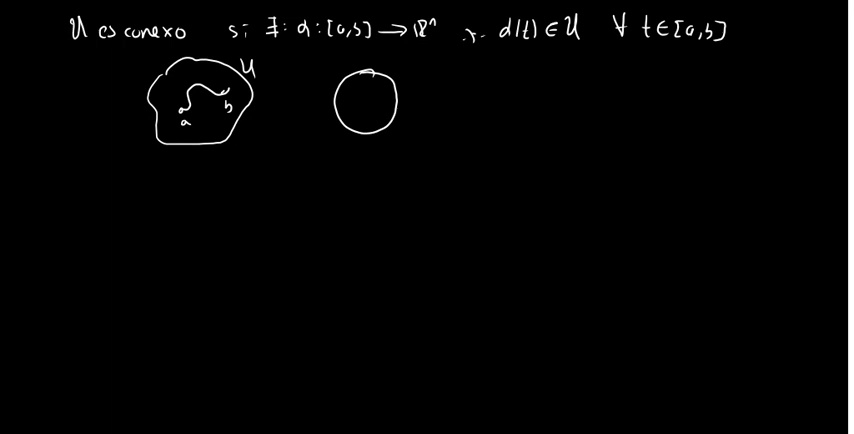 U es conexo si ∃: α: [a,b] → ℝⁿ x. α(t) ∈ U ∀ t ∈ [a,b]
U
b
a